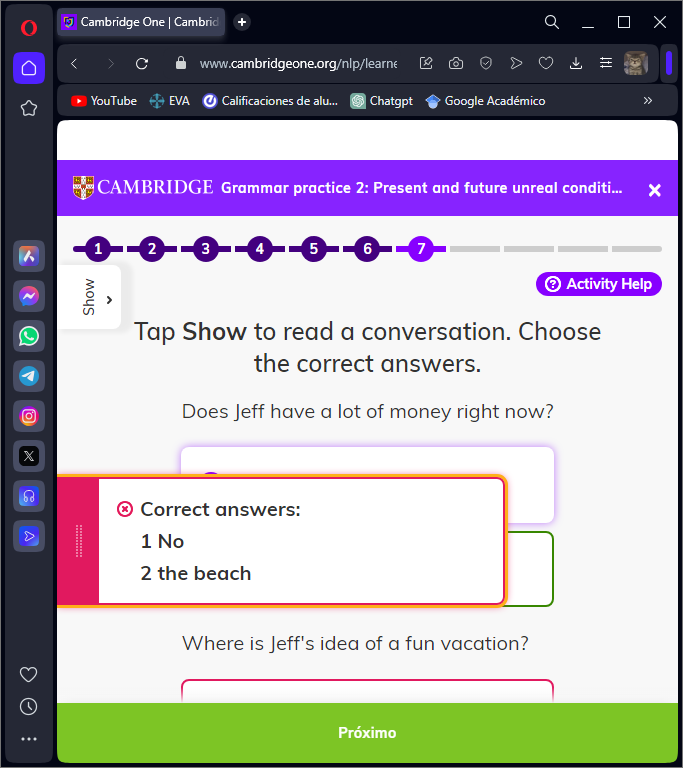 Cambridge One | Cambrid
www.cambridgeone.org/nlp/learne
YouTube
EVA
Calificaciones de alu...
Chatgpt
Google Académico
CAMBRIDGE
Grammar practice 2: Present and future unreal conditi...
1 2 3 4 5 6 7
Show
Activity Help
Tap Show to read a conversation. Choose
the correct answers.
Does Jeff have a lot of money right now?
Correct answers:
1 No
2 the beach
Where is Jeff's idea of a fun vacation?
Próximo